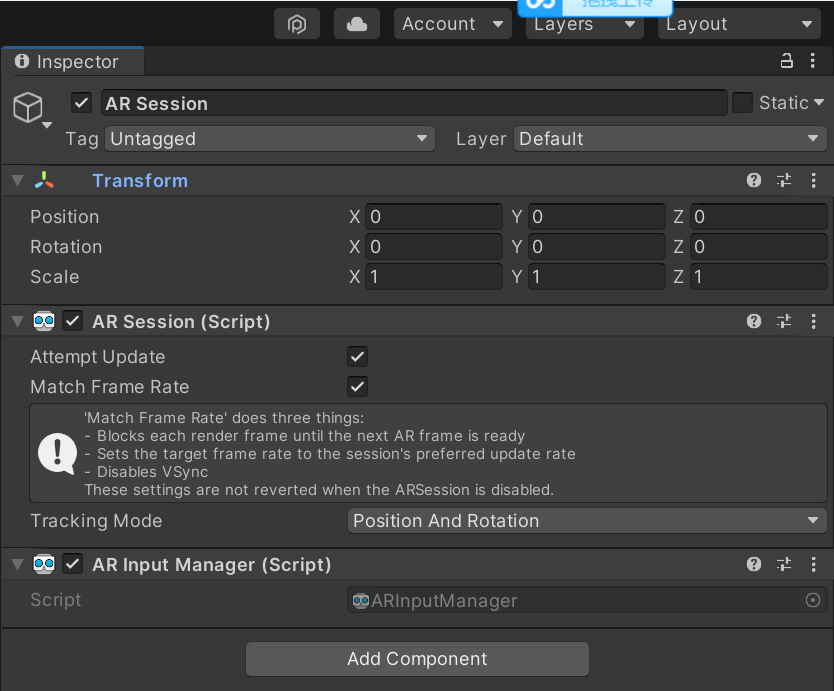 拖拽上传
Account Layers Layout
Inspector
AR Session Static
Tag Untagged Layer Default
Transform
Position X 0 Y 0 Z 0
Rotation X 0 Y 0 Z 0
Scale X 1 Y 1 Z 1
AR Session (Script)
Attempt Update
Match Frame Rate
'Match Frame Rate' does three things:
- Blocks each render frame until the next AR frame is ready
- Sets the target frame rate to the session's preferred update rate
- Disables VSync
These settings are not reverted when the ARSession is disabled.
Tracking Mode Position And Rotation
AR Input Manager (Script)
Script ARInputManager
Add Component